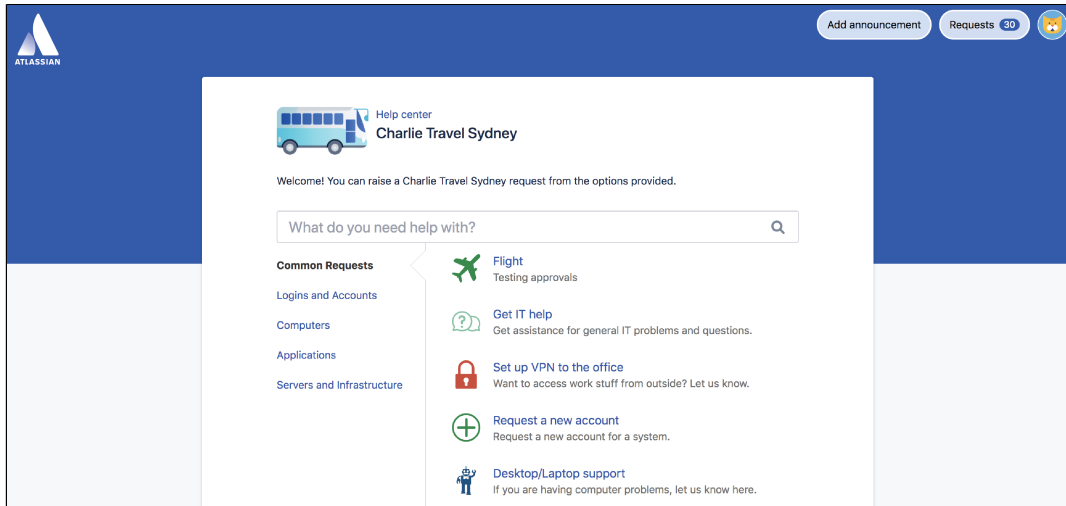 ATLASSIAN
Add announcement
Requests 30
Help center
Charlie Travel Sydney
Welcome! You can raise a Charlie Travel Sydney request from the options provided.
What do you need help with?
Common Requests
Logins and Accounts
Computers
Applications
Servers and Infrastructure
Flight
Testing approvals
Get IT help
Get assistance for general IT problems and questions.
Set up VPN to the office
Want to access work stuff from outside? Let us know.
Request a new account
Request a new account for a system.
Desktop/Laptop support
If you are having computer problems, let us know here.